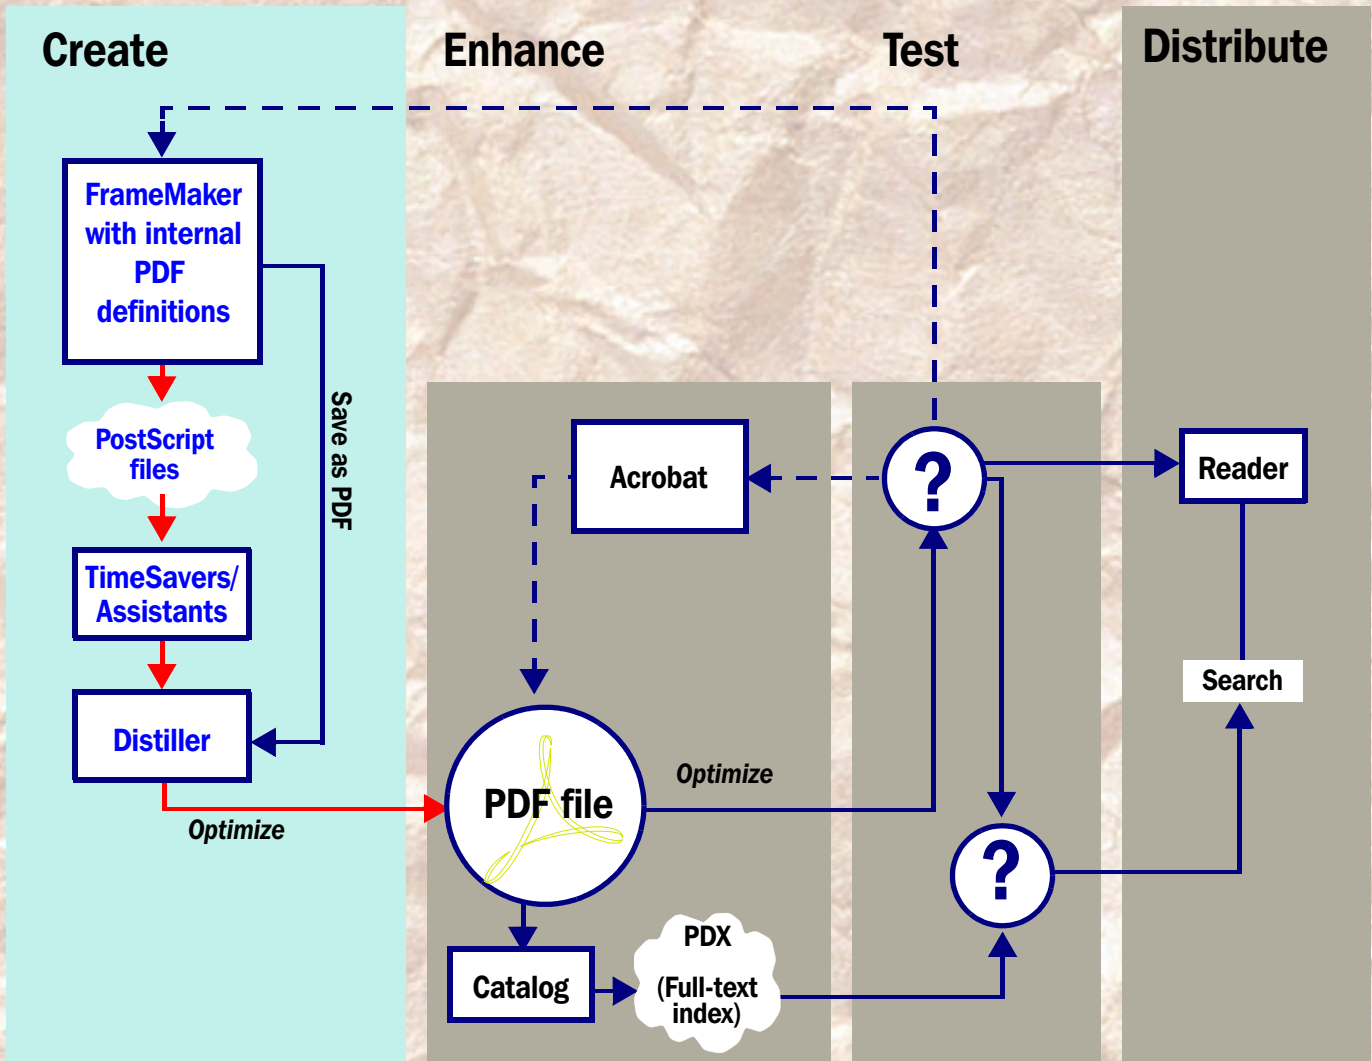 Create
Enhance
Test
Distribute
FrameMaker
with internal
PDF
definitions
Save as PDF
PostScript
files
TimeSavers/
Assistants
Distiller
Optimize
Acrobat
?
Reader
PDF file
Optimize
Search
?
Catalog
PDX
(Full-text
index)